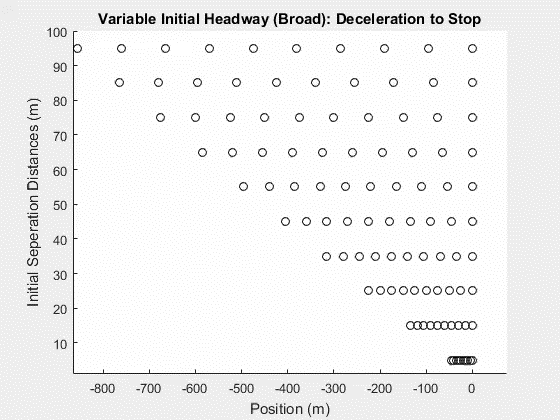 Variable Initial Headway (Broad): Deceleration to Stop
100
90
80
70
60
50
40
30
20
10
Initial Seperation Distances (m)
-800 -700 -600 -500 -400 -300 -200 -100 0
Position (m)